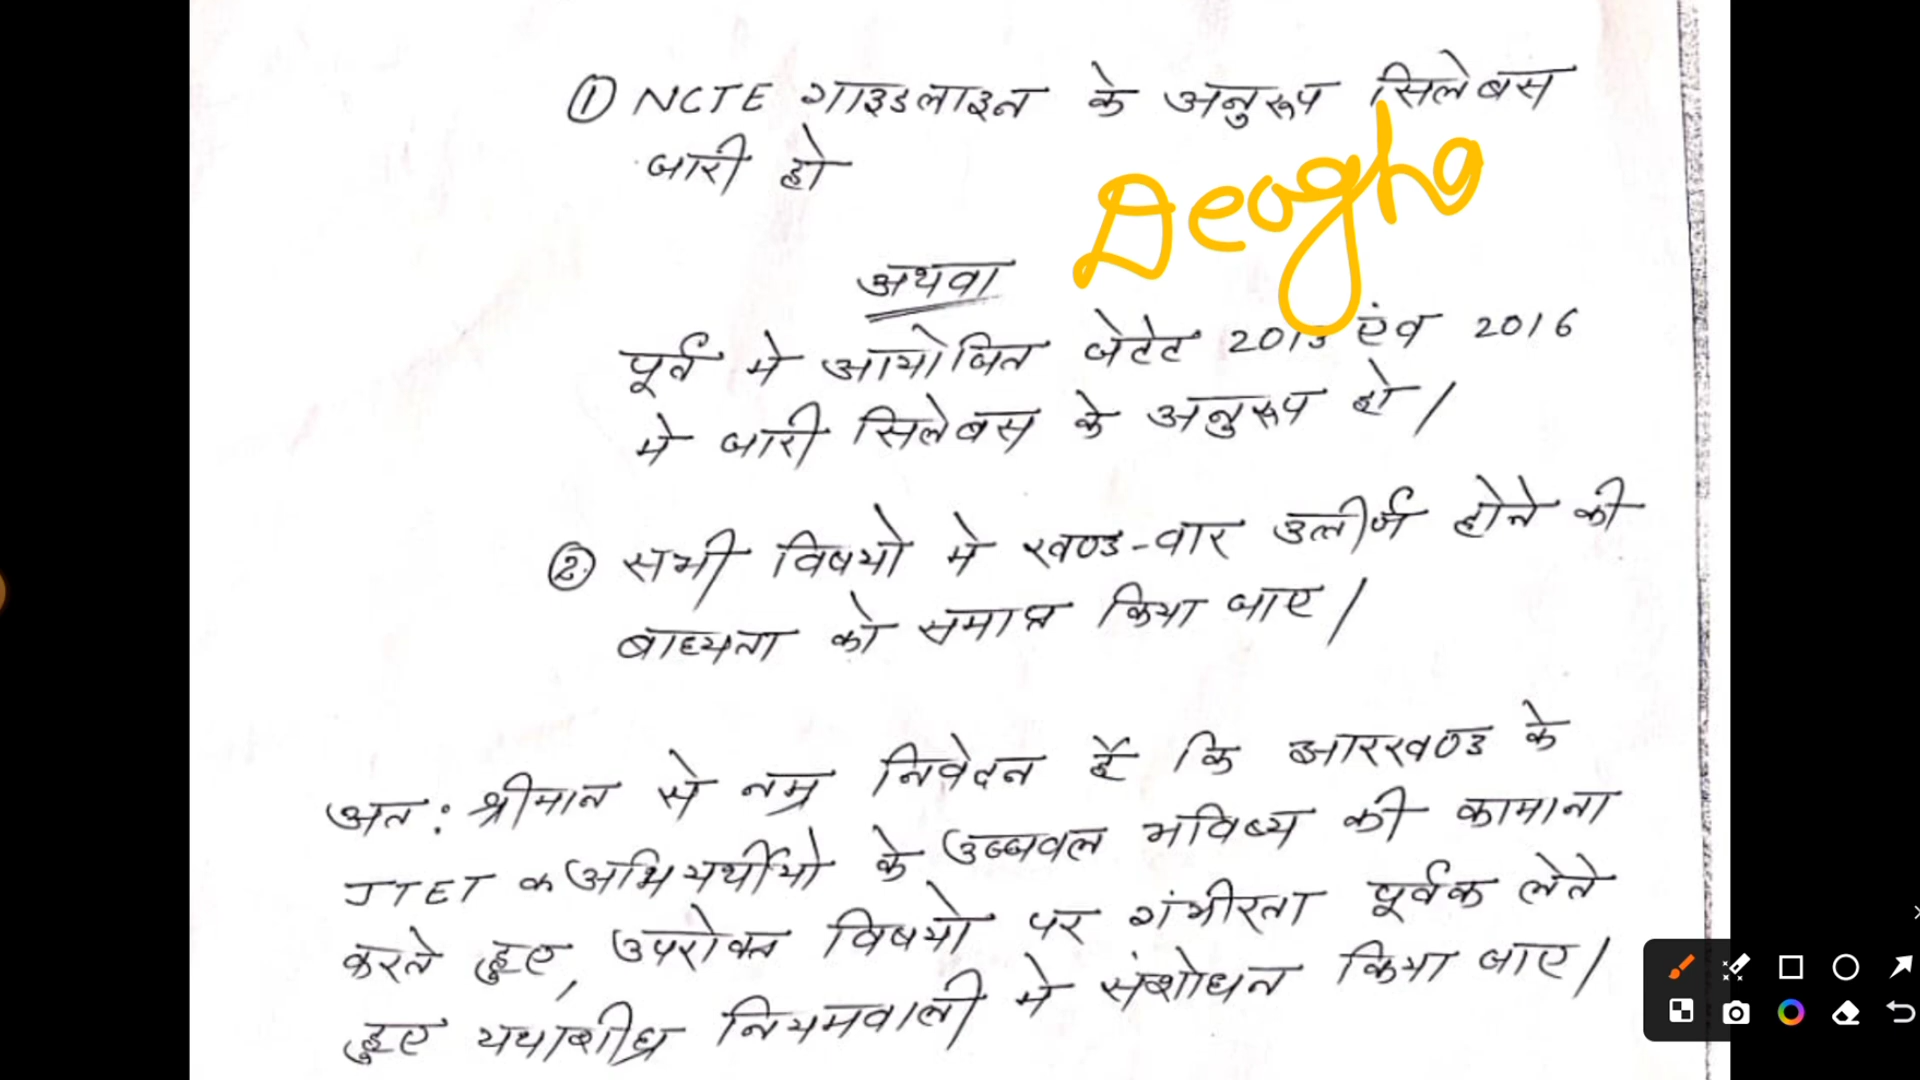 ① NCTE गाइडलाइन के अनुरूप सिलेबस
जारी हो
Deogha
अथवा
पूर्व मे आयोजित जेटेट 2013 एंव 2016
मे जारी सिलेबस के अनुरूप हो।
② सभी विषयो मे खण्ड-वार उत्तीर्ण होने की
बाध्यता को समाप्त किया जाए।
अत: श्रीमान से नम्र निवेदन हैं कि झारखण्ड के
JTET क अभियर्थीयो के उज्जवल भविष्य की कामाना
करते हुए, उपरोक्त विषयो पर गंभीरता पूर्वक लेते
हुए यथाशीघ्र नियमवाली मे संशोधन किया जाए।